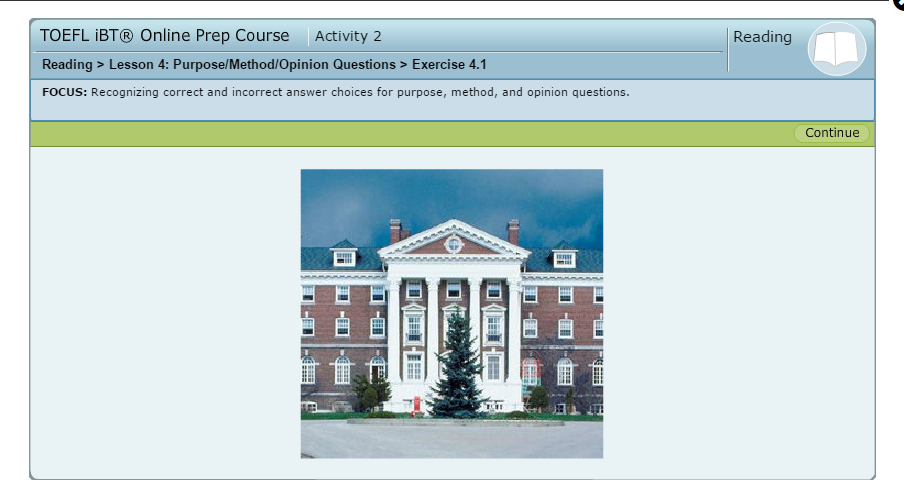 TOEFL iBT® Online Prep Course Activity 2 Reading
Reading > Lesson 4: Purpose/Method/Opinion Questions > Exercise 4.1
FOCUS: Recognizing correct and incorrect answer choices for purpose, method, and opinion questions.
Continue